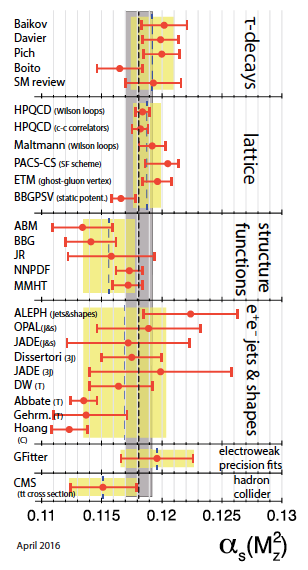 Baikov
Davier
Pich
Boito
SM review
τ-decays
HPQCD (Wilson loops)
HPQCD (c-c correlators)
Maltmann (Wilson loops)
PACS-CS (SF scheme)
ETM (ghost-gluon vertex)
BBGPSV (static potent.)
lattice
ABM
BBG
JR
NNPDF
MMHT
structure
functions
ALEPH (jets&shapes)
OPAL(j&s)
JADE(j&s)
Dissertori (3j)
JADE (3j)
DW (T)
Abbate (T)
Gehrm. (T)
Hoang
(C)
e⁺e⁻ jets & shapes
GFitter
electroweak
precision fits
CMS
(tt cross section)
hadron
collider
0.11 0.115 0.12 0.125 0.13
April 2016
αs(M²z)